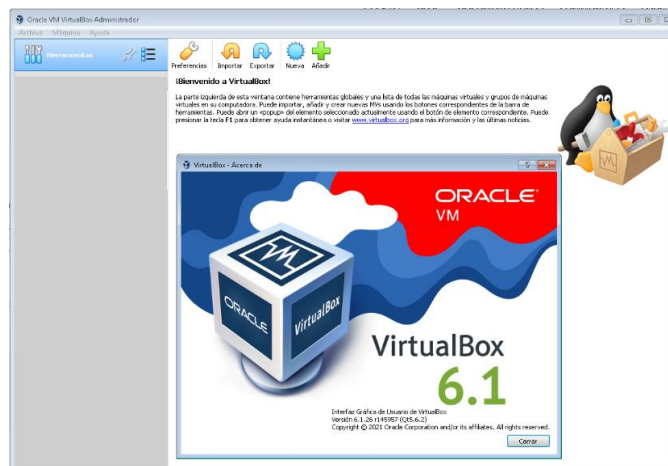 Oracle VM VirtualBox Administrador
Archivo Máquina Ayuda
Herramientas
Preferencias Importar Exportar Nueva Añadir
¡Bienvenido a VirtualBox!
La parte izquierda de esta ventana contiene herramientas globales y una lista de todas las máquinas virtuales y grupos de máquinas
virtuales en su computadora. Puede importar, añadir y crear nuevas MVs usando los botones correspondientes de la barra de
herramientas. Puede abrir un «popup» del elemento seleccionado actualmente usando el botón de elemento correspondiente. Puede
presionar la tecla F1 para obtener ayuda instantánea o visitar www.virtualbox.org para más información y las últimas noticias.
VirtualBox - Acerca de
ORACLE
VM
ORACLE
VirtualBox
VirtualBox
6.1
Interfaz Gráfica de Usuario de VirtualBox
Versión 6.1.26 r145957 (Qt5.6.2)
Copyright © 2021 Oracle Corporation and/or its affiliates. All rights reserved.
Cerrar